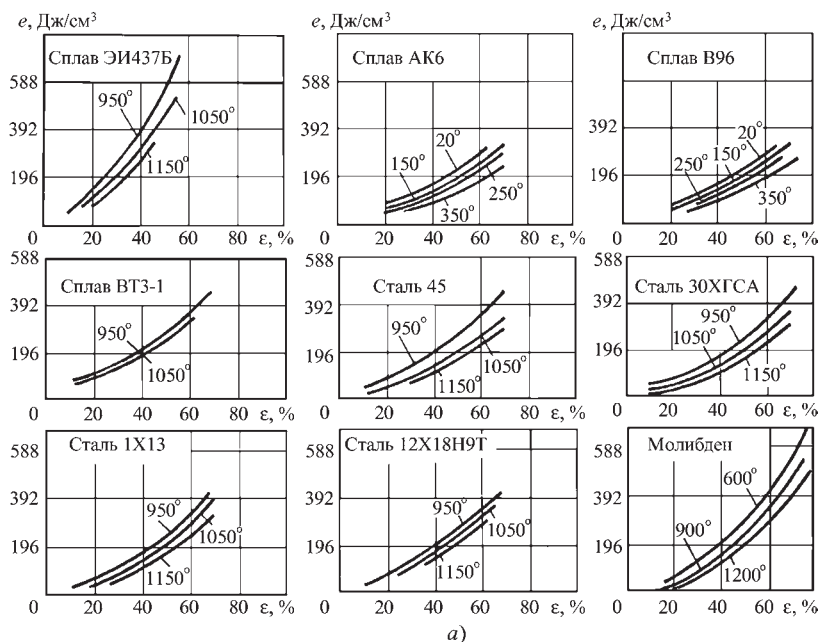 e, Дж/см³ e, Дж/см³ e, Дж/см³
Сплав ЭИ437Б Сплав АК6 Сплав В96
588 588 588
950° 1050° 20° 20°
392 392 392
1150° 150° 250° 150°
196 196 250° 196
350° 350°
0 20 40 60 80 ε, % 0 20 40 60 80 ε, % 0 20 40 60 80 ε, %
588 588 588
Сплав ВТ3-1 Сталь 45 Сталь 30ХГСА
392 392 392
950° 950° 950°
1050° 1050° 1050°
196 196 196
1150° 1150°
0 20 40 60 80 ε, % 0 20 40 60 80 ε, % 0 20 40 60 80 ε, %
Сталь 1Х13 Сталь 12Х18Н9Т Молибден
588 588 588
392 392 392
950° 950° 600°
1050° 1050° 900°
196 196 196
1150° 1150° 1200°
0 20 40 60 80 ε, % 0 20 40 60 80 ε, % 0 20 40 60 80 ε, %
а)